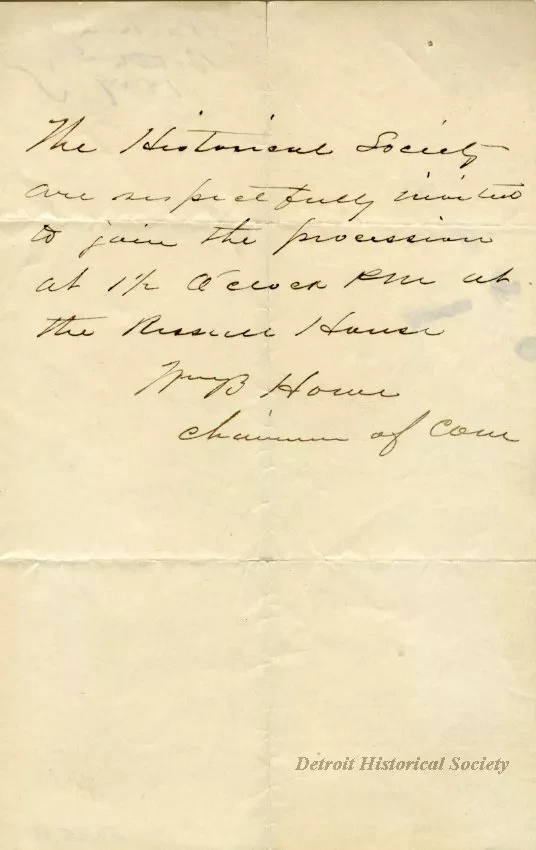 The Historical Society
are respectfully invited
to join the procession
at 1½ O'clock P.M. at
the Russell House
Wm B Howe
chairman of Com
Detroit Historical Society